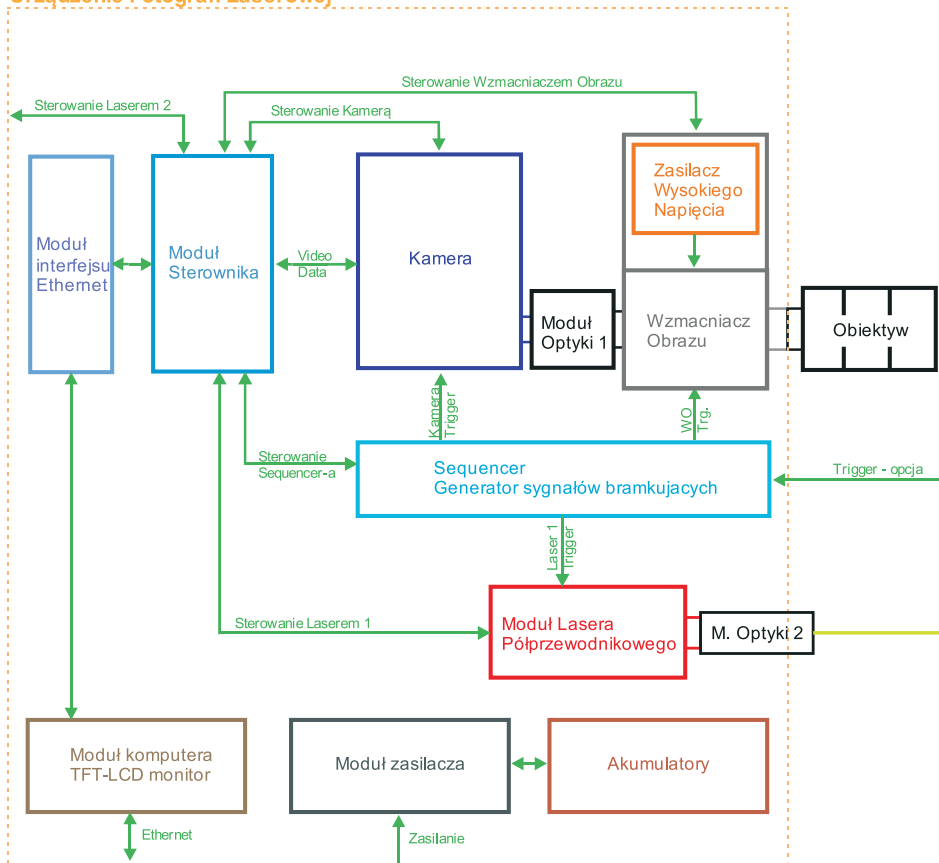 Urządzenie Fotografii Laserowej
Sterowanie Wzmacniaczem Obrazu
Sterowanie Laserem 2
Sterowanie Kamerą
Zasilacz
Wysokiego
Napięcia
Moduł
interfejsu
Ethernet
Moduł
Sterownika
Video
Data
Kamera
Moduł
Optyki 1
Wzmacniacz
Obrazu
Obiektyw
Kamera
Trigger
WO
Trg.
Sterowanie
Sequencer-a
Sequencer
Generator sygnałów bramkujacych
Trigger - opcja
Laser 1
Trigger
Sterowanie Laserem 1
Moduł Lasera
Półprzewodnikowego
M. Optyki 2
Moduł komputera
TFT-LCD monitor
Moduł zasilacza
Akumulatory
Ethernet
Zasilanie